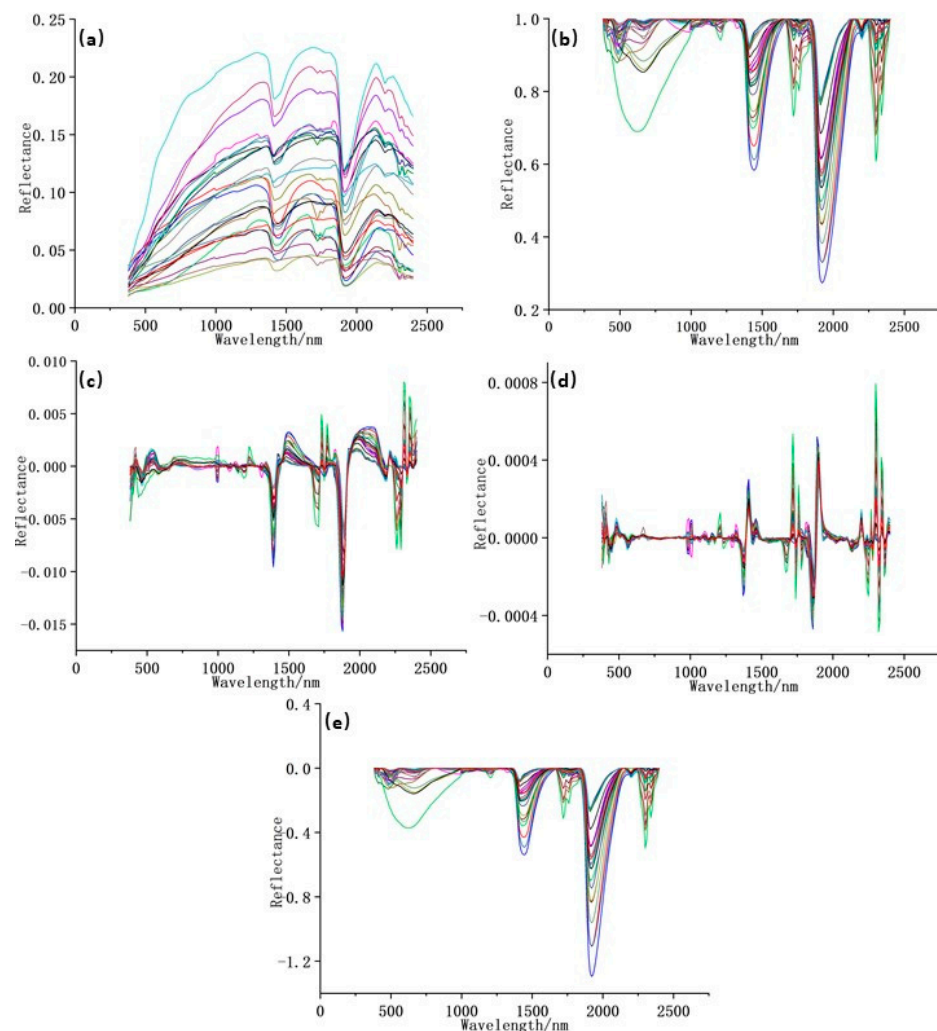 (a)
0.25
0.20
0.15
0.10
0.05
0.00
Reflectance
0 500 1000 1500 2000 2500
Wavelength/nm
(b)
1.0
0.8
0.6
0.4
0.2
Reflectance
0 500 1000 1500 2000 2500
Wavelength/nm
(c)
0.010
0.005
0.000
-0.005
-0.010
-0.015
Reflectance
0 500 1000 1500 2000 2500
Wavelength/nm
(d)
0.0008
0.0004
0.0000
-0.0004
Reflectance
0 500 1000 1500 2000 2500
Wavelength/nm
(e)
0.4
0.0
-0.4
-0.8
-1.2
Reflectance
0 500 1000 1500 2000 2500
Wavelength/nm